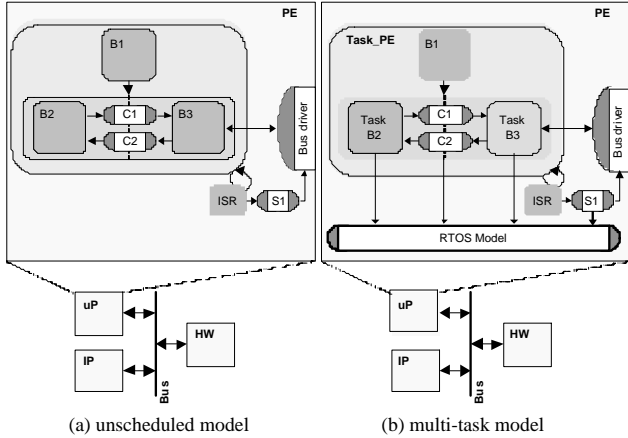 PE
B1
B2
C1
C2
B3
Bus driver
ISR
S1
uP
IP
HW
Bus
(a) unscheduled model
PE
Task_PE
B1
Task
B2
C1
C2
Task
B3
Bus driver
ISR
S1
RTOS Model
uP
IP
HW
Bus
(b) multi-task model